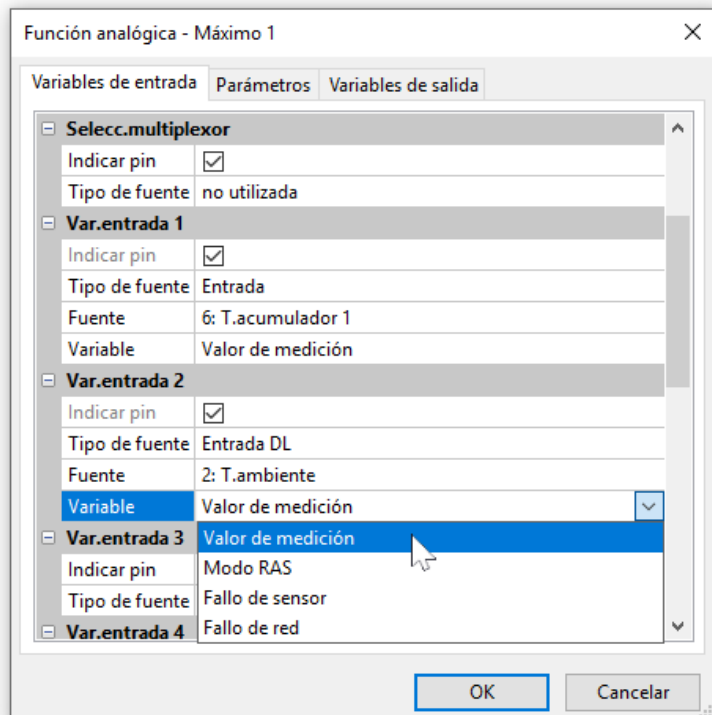 Función analógica - Máximo 1
Variables de entrada Parámetros Variables de salida
Selecc.multiplexor
Indicar pin
Tipo de fuente no utilizada
Var.entrada 1
Indicar pin
Tipo de fuente Entrada
Fuente 6: T.acumulador 1
Variable Valor de medición
Var.entrada 2
Indicar pin
Tipo de fuente Entrada DL
Fuente 2: T.ambiente
Variable Valor de medición
Var.entrada 3 Valor de medición
Indicar pin Modo RAS
Tipo de fuente Fallo de sensor
Var.entrada 4 Fallo de red
OK Cancelar